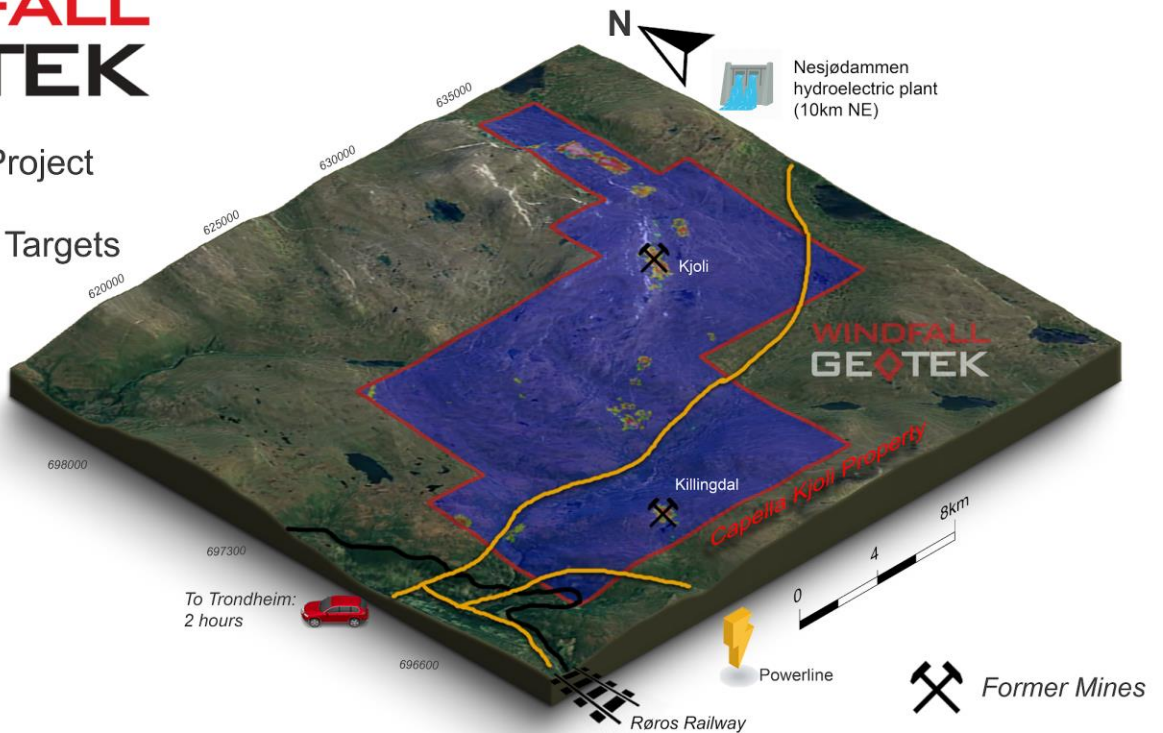 FALL
TEK
Project
Targets
N
Nesjødammen
hydroelectric plant
(10km NE)
635000
630000
625000
620000
Kjoli
WINDFALL
GEOTEK
Killingdal
Capella Kjoli Property
698000
697300
696600
0 4 8km
To Trondheim:
2 hours
Powerline
Røros Railway
Former Mines